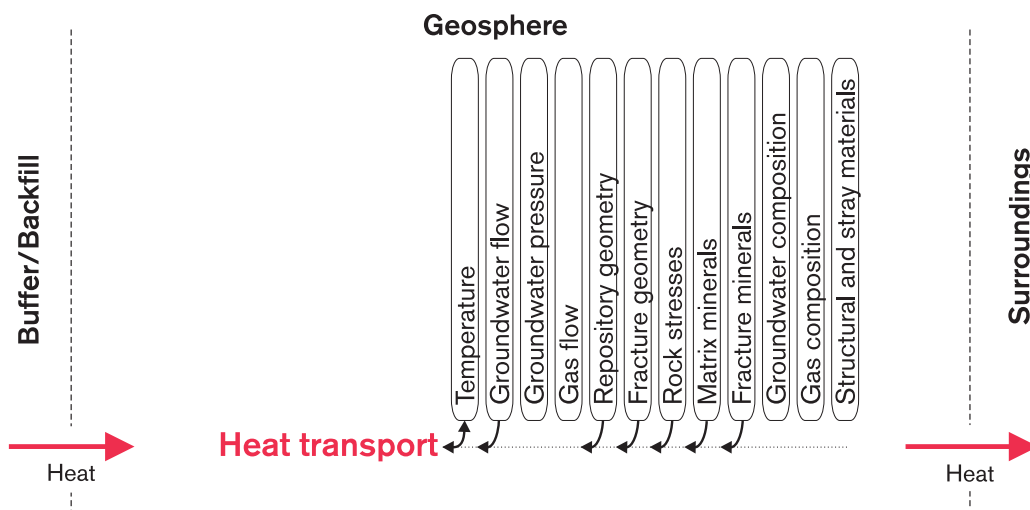 Geosphere
Buffer/Backfill
Temperature
Groundwater flow
Groundwater pressure
Gas flow
Repository geometry
Fracture geometry
Rock stresses
Matrix minerals
Fracture minerals
Groundwater composition
Gas composition
Structural and stray materials
Surroundings
Heat transport
Heat
Heat